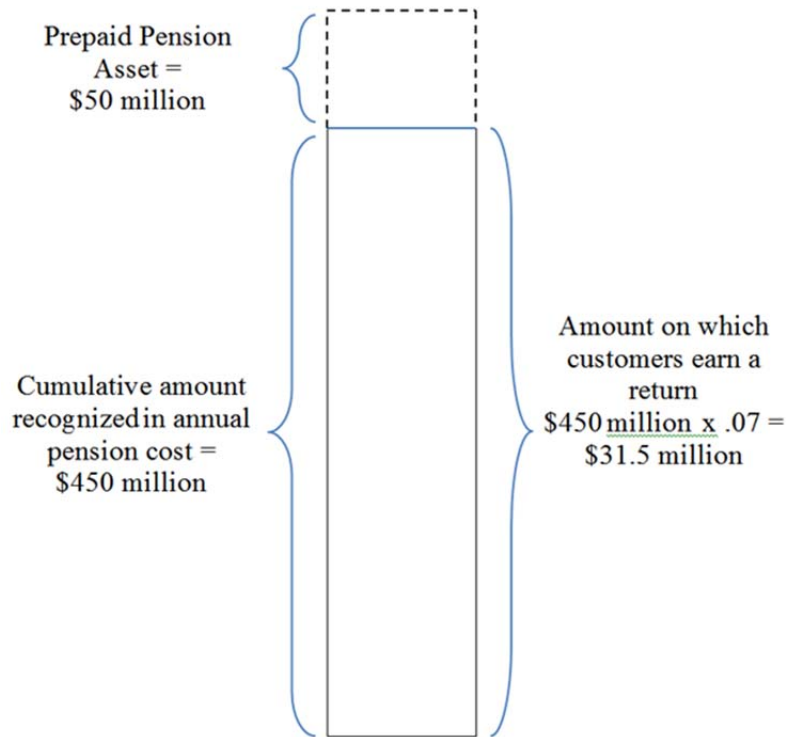 Prepaid Pension
Asset =
$50 million
Cumulative amount
recognized in annual
pension cost =
$450 million
Amount on which
customers earn a
return
$450 million x .07 =
$31.5 million